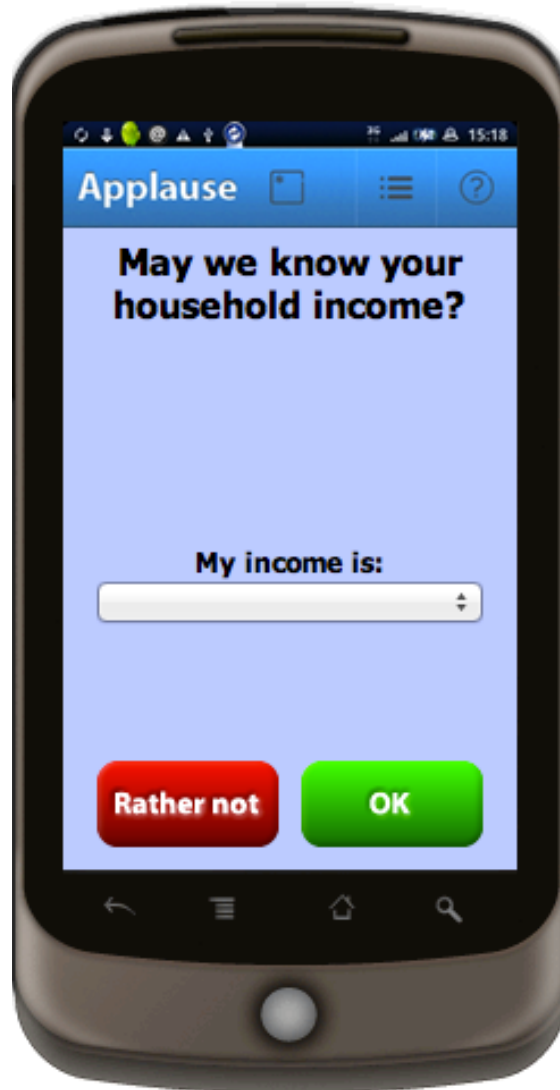 15:18
Applause
May we know your
household income?
My income is:
Rather not
OK